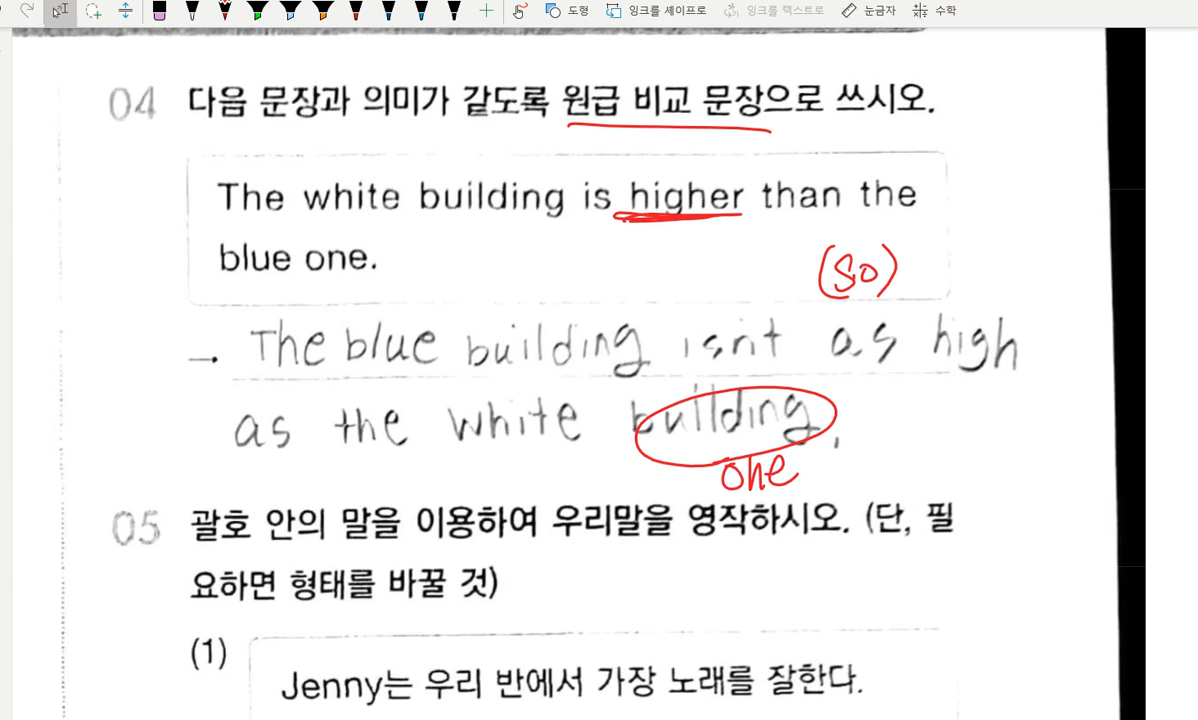 도형 잉크를 셰이프로 잉크를 텍스트로 눈금자 수학
04 다음 문장과 의미가 같도록 원급 비교 문장으로 쓰시오.
The white building is higher than the
blue one.
(so)
→ The blue building isn't as high
as the white building.
one
05 괄호 안의 말을 이용하여 우리말을 영작하시오. (단, 필
요하면 형태를 바꿀 것)
(1)
Jenny는 우리 반에서 가장 노래를 잘한다.